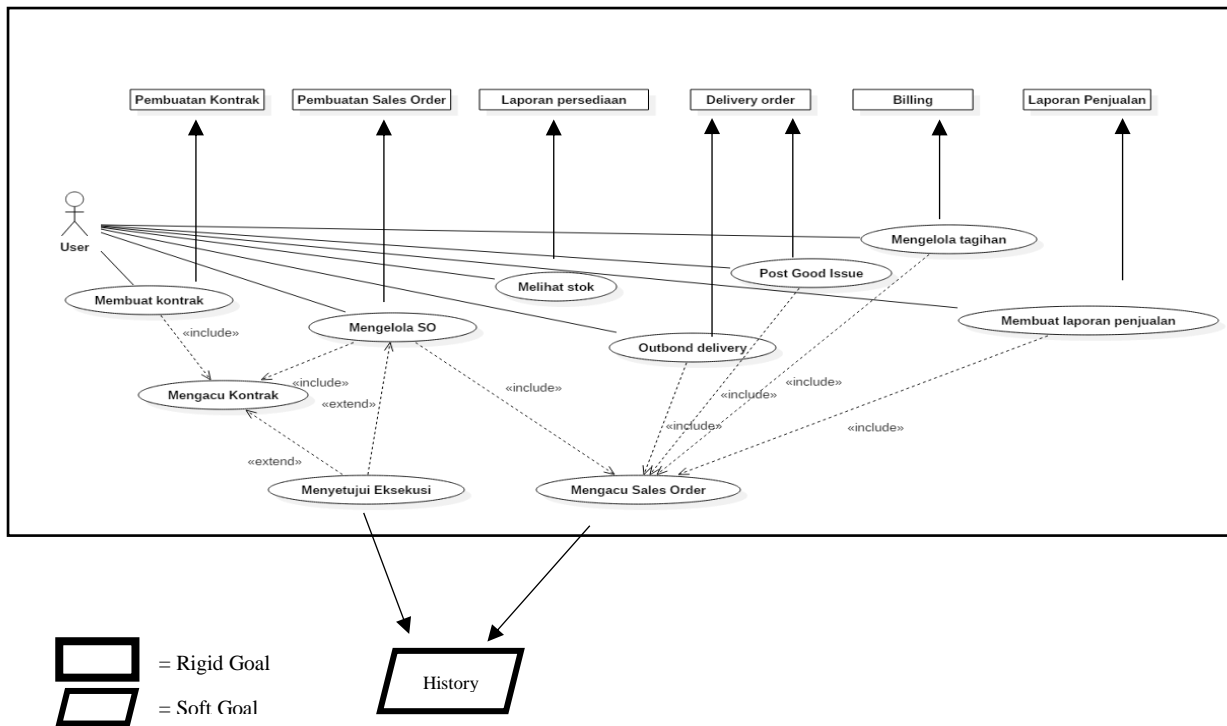 Pembuatan Kontrak
Pembuatan Sales Order
Laporan persediaan
Delivery order
Billing
Laporan Penjualan
User
Mengelola tagihan
Post Good Issue
Melihat stok
Membuat kontrak
Mengelola SO
Membuat laporan penjualan
Outbond delivery
«include»
Mengacu Kontrak
«include»
«extend»
«include»
«include»
«include»
«include»
«include»
«extend»
Menyetujui Eksekusi
Mengacu Sales Order
= Rigid Goal
History
= Soft Goal